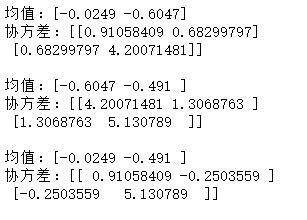 均值：[-0.0249 -0.6047]
协方差：[[0.91058409 0.68299797]
 [0.68299797 4.20071481]]
均值：[-0.6047 -0.491 ]
协方差：[[4.20071481 1.3068763 ]
 [1.3068763  5.130789  ]]
均值：[-0.0249 -0.491 ]
协方差：[[ 0.91058409 -0.2503559 ]
 [-0.2503559   5.130789  ]]